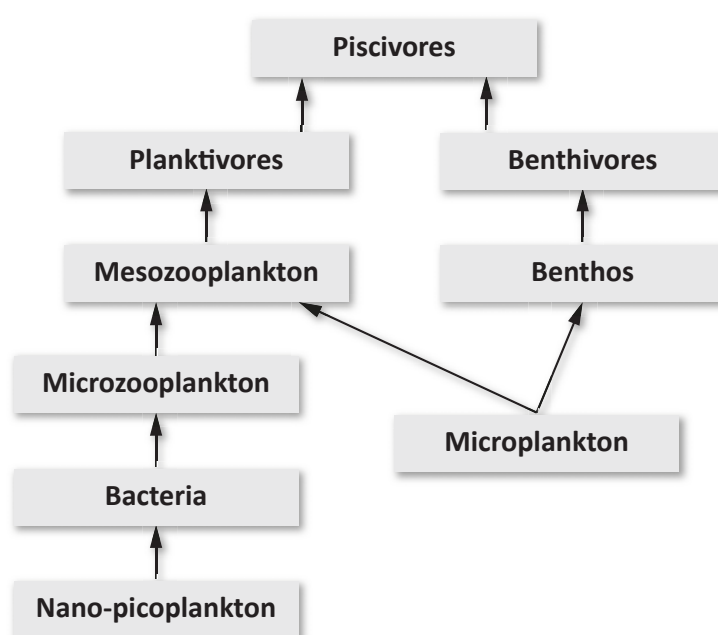 Piscivores
Planktivores
Benthivores
Mesozooplankton
Benthos
Microzooplankton
Microplankton
Bacteria
Nano-picoplankton